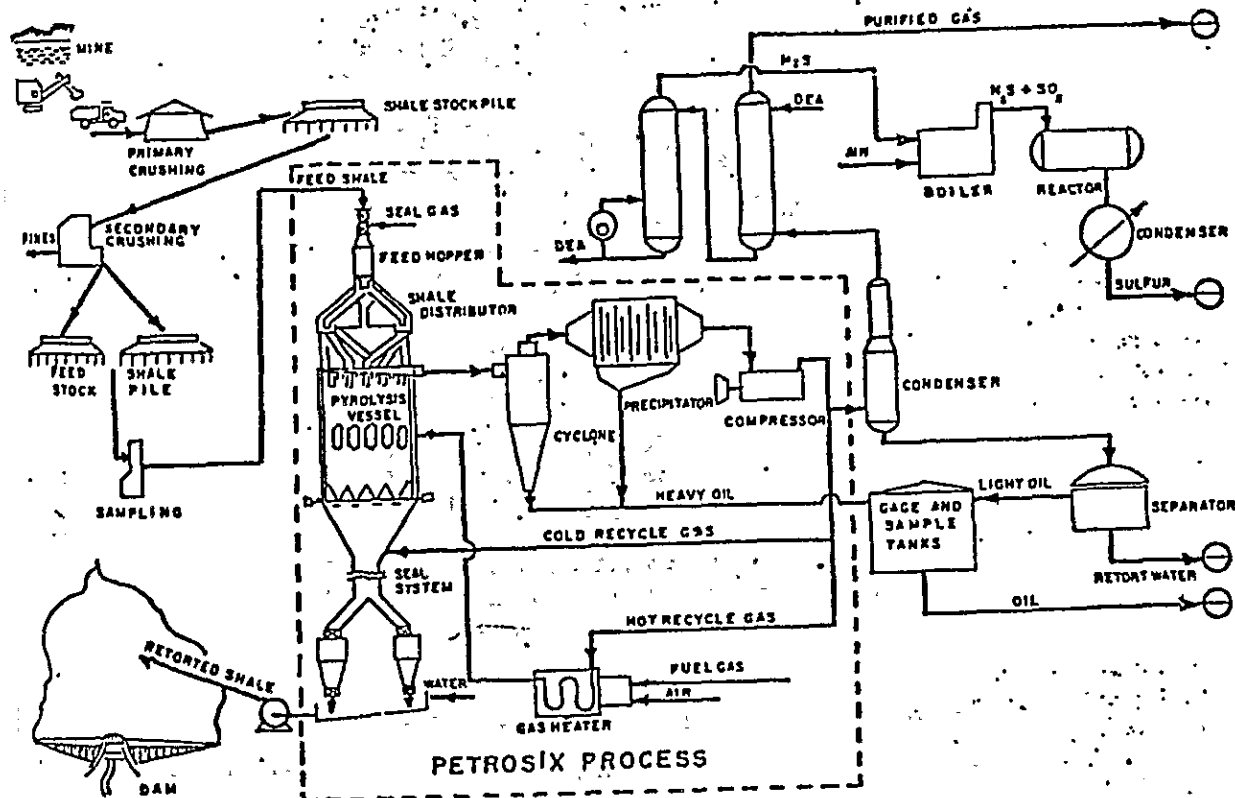 MINE
PRIMARY
CRUSHING
SHALE STOCK PILE
FINES
SECONDARY
CRUSHING
FEED
STOCK
SHALE
PILE
SAMPLING
FEED SHALE
SEAL GAS
FEED HOPPER
SHALE
DISTRIBUTOR
PYROLYSIS
VESSEL
CYCLONE
PRECIPITATOR
COMPRESSOR
HEAVY OIL
COLD RECYCLE GAS
SEAL
SYSTEM
HOT RECYCLE GAS
FUEL GAS
AIR
GAS HEATER
WATER
RETORTED SHALE
DAM
PETROSIX PROCESS
PURIFIED GAS
H2S
DEA
DEA
AIR
BOILER
H2S + SO2
REACTOR
CONDENSER
SULFUR
CONDENSER
LIGHT OIL
SEPARATOR
GAGE AND
SAMPLE
TANKS
RETORT WATER
OIL